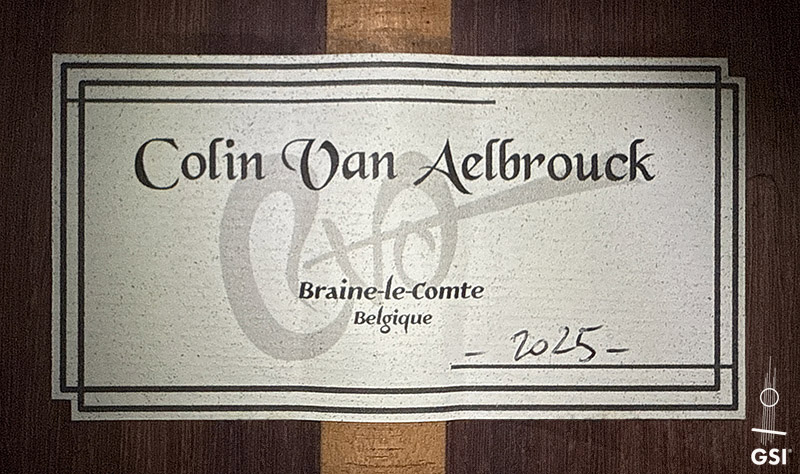 Colin Van Aelbrouck
Braine-le-Comte
Belgique
- 2025 -
GSI